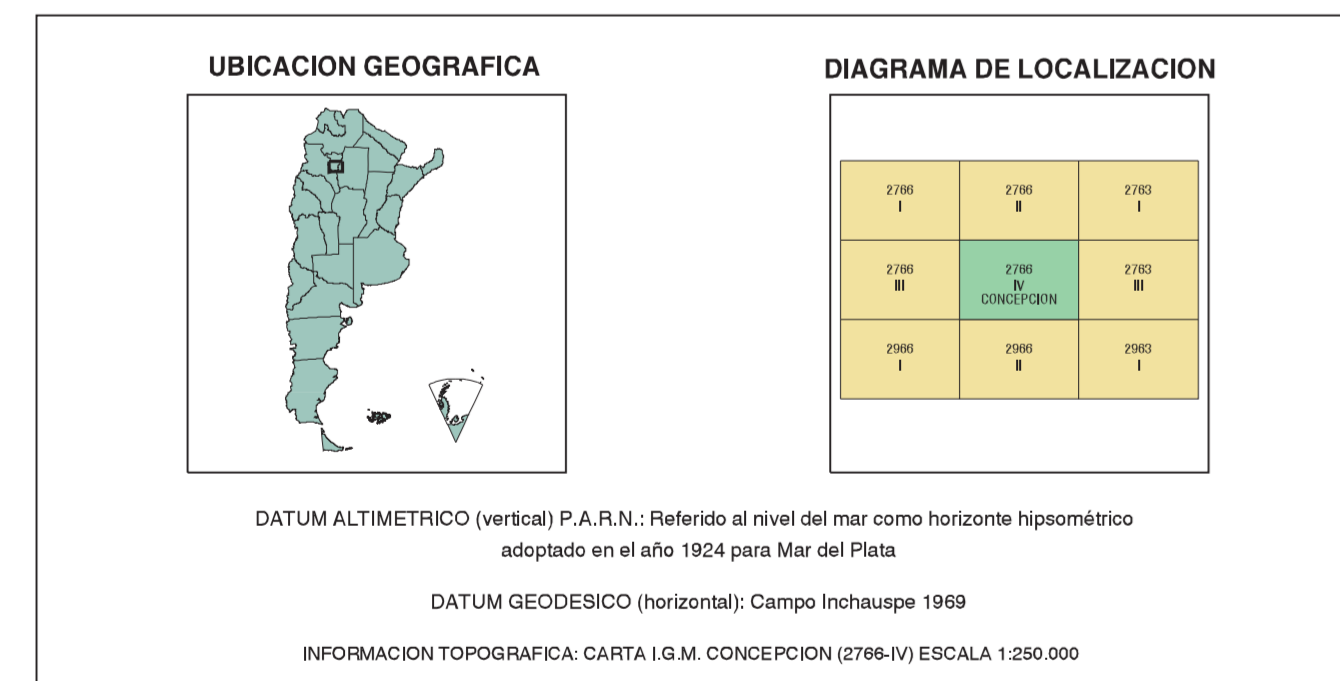 UBICACION GEOGRAFICA
DIAGRAMA DE LOCALIZACION
2766
I
2766
II
2763
I
2766
III
2766
IV
CONCEPCION
2763
III
2966
I
2966
II
2963
I
DATUM ALTIMETRICO (vertical) P.A.R.N.: Referido al nivel del mar como horizonte hipsométrico
adoptado en el año 1924 para Mar del Plata
DATUM GEODESICO (horizontal): Campo Inchauspe 1969
INFORMACION TOPOGRAFICA: CARTA I.G.M. CONCEPCION (2766-IV) ESCALA 1:250.000